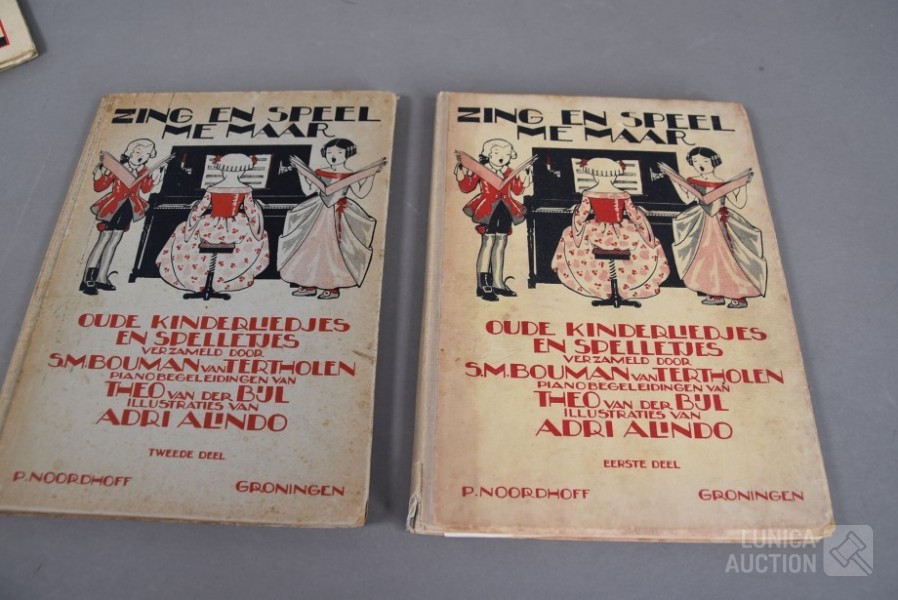 ZING EN SPEEL
ME MAAR
OUDE KINDERLIEDJES
EN SPELLETJES
VERZAMELD DOOR
S.M. BOUMAN VAN TERTHOLEN
PIANOBEGELEIDINGEN VAN
THEO VAN DER BIJL
ILLUSTRATIES VAN
ADRI ALINDO
TWEEDE DEEL
P. NOORDHOFF GRONINGEN
ZING EN SPEEL
ME MAAR
OUDE KINDERLIEDJES
EN SPELLETJES
VERZAMELD DOOR
S.M. BOUMAN VAN TERTHOLEN
PIANOBEGELEIDINGEN VAN
THEO VAN DER BIJL
ILLUSTRATIES VAN
ADRI ALINDO
EERSTE DEEL
P. NOORDHOFF GRONINGEN
LUNICA
AUCTION